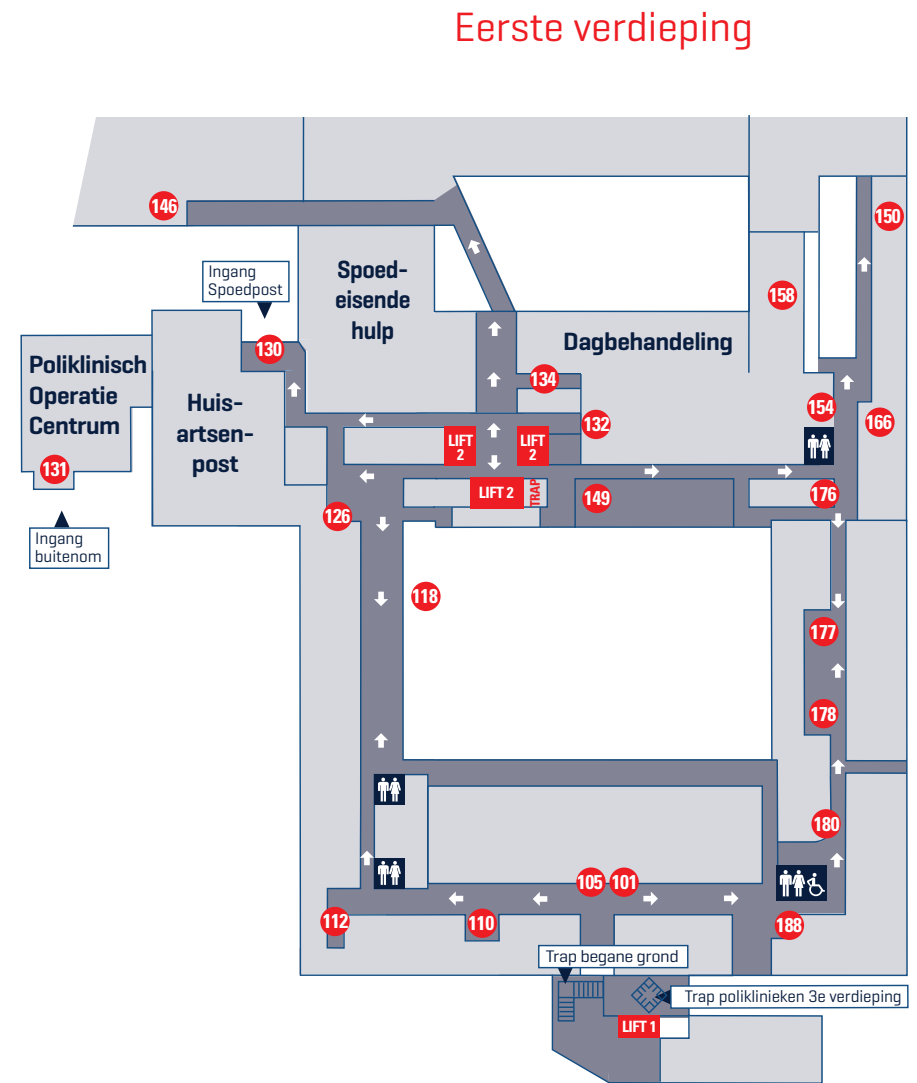 Eerste verdieping
146
150
Ingang
Spoedpost
Spoed-
eisende
hulp
158
130
Dagbehandeling
Poliklinisch
Operatie
Centrum
134
Huis-
artsen-
post
154
132
166
LIFT
2
LIFT
2
131
LIFT 2
TRAP
149
176
126
Ingang
buitenom
118
177
178
180
105
101
112
110
188
Trap begane grond
Trap poliklinieken 3e verdieping
LIFT 1